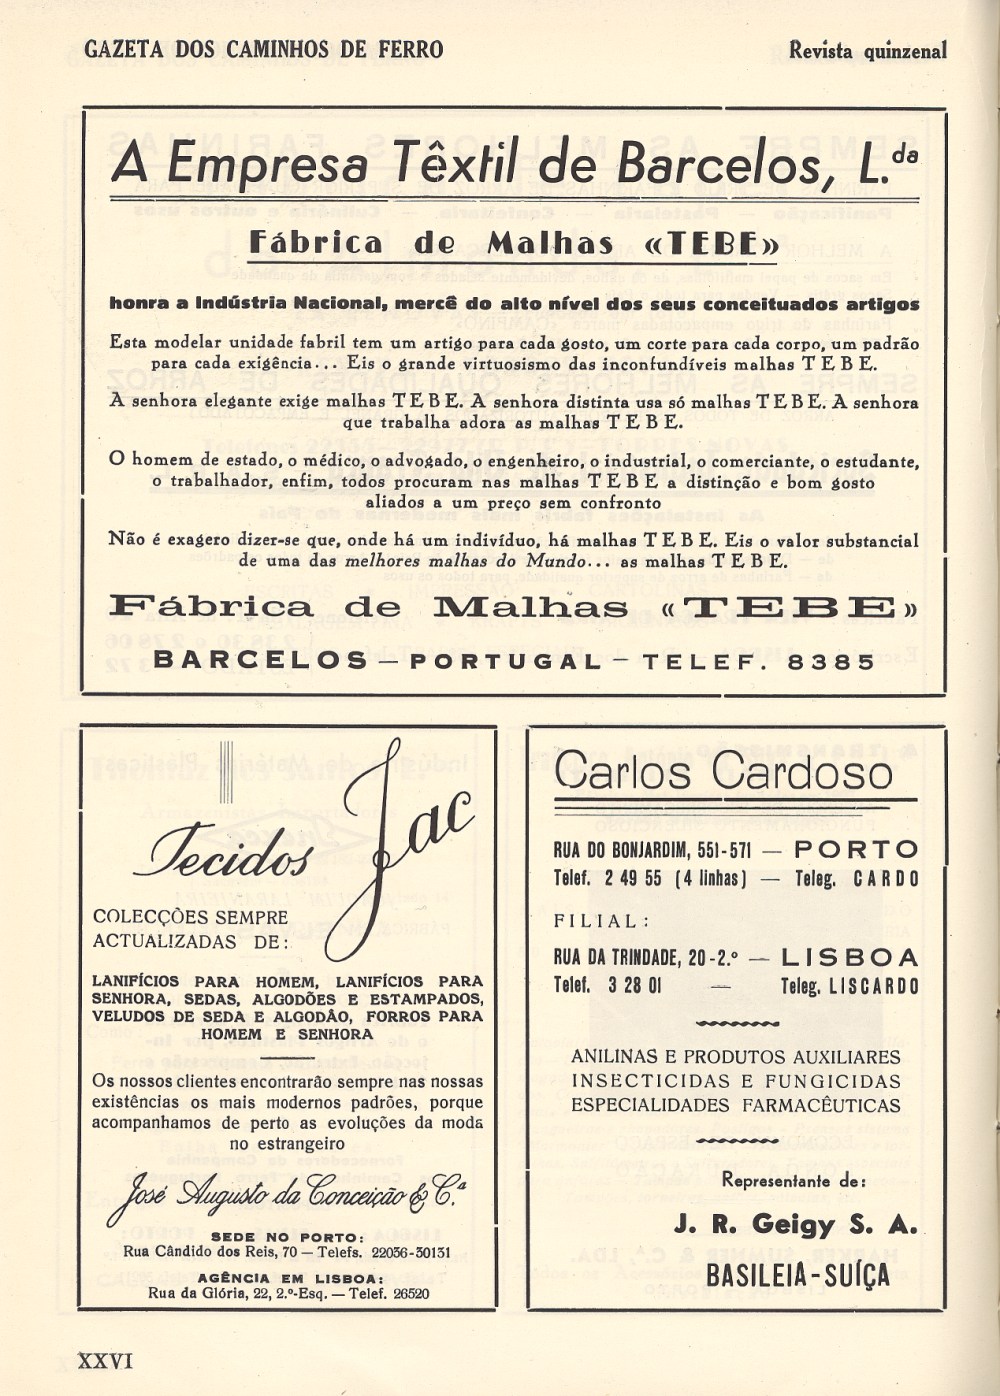 GAZETA DOS CAMINHOS DE FERRO
Revista quinzenal
A Empresa Têxtil de Barcelos, L.da
Fábrica de Malhas «TEBE»
honra a Indústria Nacional, mercê do alto nível dos seus conceituados artigos
Esta modelar unidade fabril tem um artigo para cada gosto, um corte para cada corpo, um padrão
para cada exigência... Eis o grande virtuosismo das inconfundíveis malhas TEBE.
A senhora elegante exige malhas TEBE. A senhora distinta usa só malhas TEBE. A senhora
que trabalha adora as malhas TEBE.
O homem de estado, o médico, o advogado, o engenheiro, o industrial, o comerciante, o estudante,
o trabalhador, enfim, todos procuram nas malhas TEBE a distinção e bom gosto
aliados a um preço sem confronto
Não é exagero dizer-se que, onde há um indivíduo, há malhas TEBE. Eis o valor substancial
de uma das melhores malhas do Mundo... as malhas TEBE.
Fábrica de Malhas «TEBE»
BARCELOS — PORTUGAL — TELEF. 8385
Tecidos Jac
COLECÇÕES SEMPRE
ACTUALIZADAS DE:
LANIFÍCIOS PARA HOMEM, LANIFÍCIOS PARA
SENHORA, SEDAS, ALGODÕES E ESTAMPADOS,
VELUDOS DE SEDA E ALGODÃO, FORROS PARA
HOMEM E SENHORA
Os nossos clientes encontrarão sempre nas nossas
existências os mais modernos padrões, porque
acompanhamos de perto as evoluções da moda
no estrangeiro
José Augusto da Conceição & C.ª
SEDE NO PORTO:
Rua Cândido dos Reis, 70 — Telefs. 22036-30131
AGÊNCIA EM LISBOA:
Rua da Glória, 22, 2.º-Esq. — Telef. 26520
Carlos Cardoso
RUA DO BONJARDIM, 551-571 — PORTO
Telef. 2 49 55 (4 linhas) — Teleg. CARDO
FILIAL:
RUA DA TRINDADE, 20-2.º — LISBOA
Telef. 3 28 01 — Teleg. LISCARDO
ANILINAS E PRODUTOS AUXILIARES
INSECTICIDAS E FUNGICIDAS
ESPECIALIDADES FARMACÊUTICAS
Representante de:
J. R. Geigy S. A.
BASILEIA-SUÍÇA
XXVI